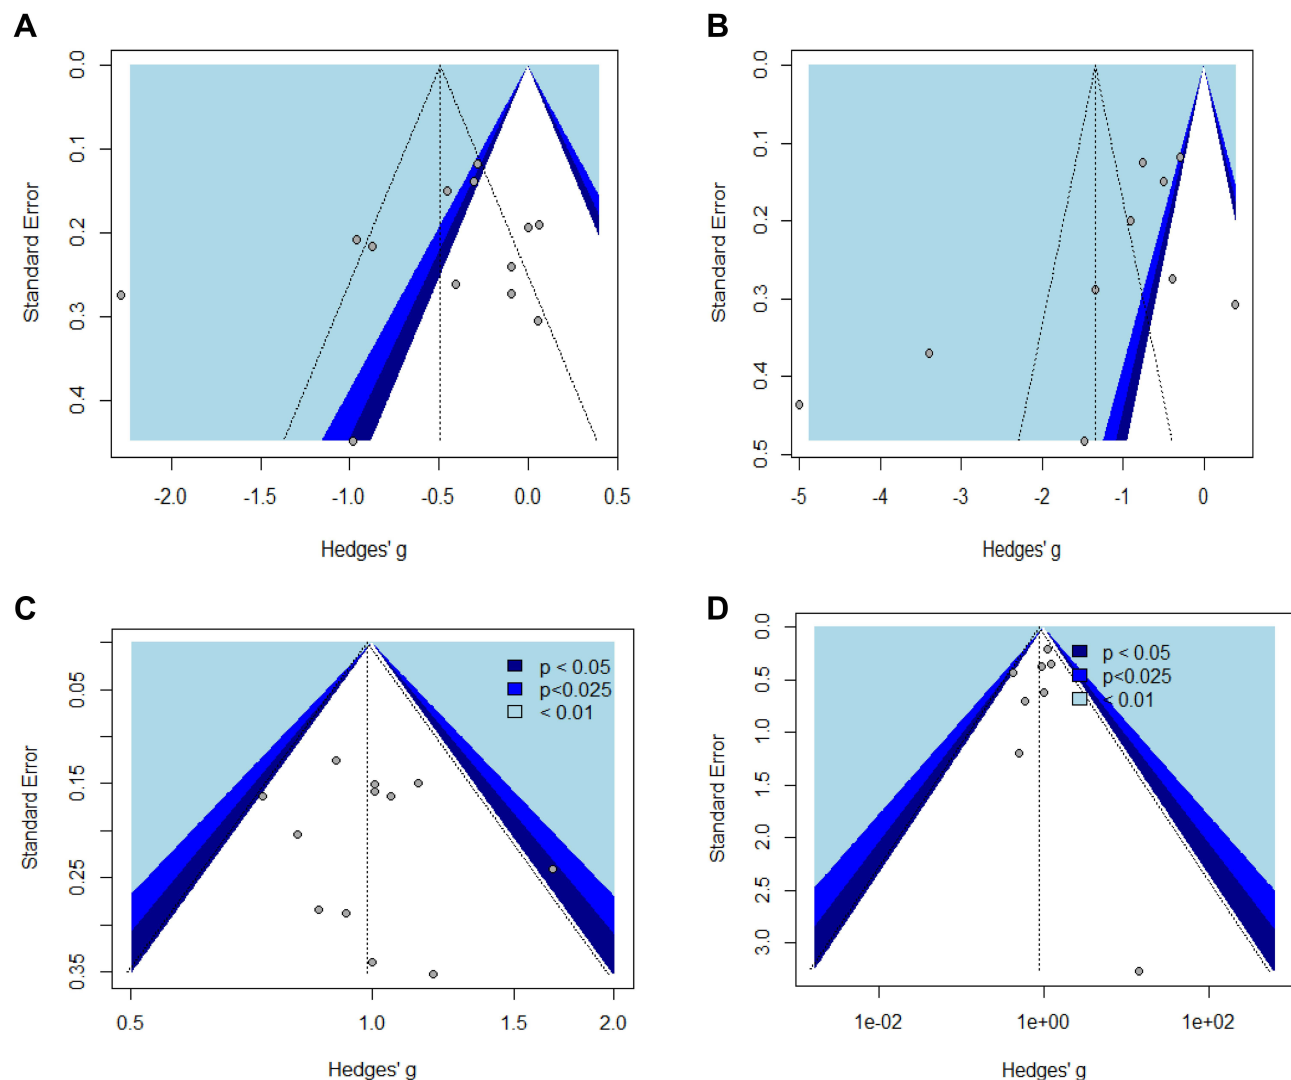 A
0.0
0.1
0.2
0.3
0.4
Standard Error
-2.0 -1.5 -1.0 -0.5 0.0 0.5
Hedges' g
B
0.0
0.1
0.2
0.3
0.4
0.5
Standard Error
-5 -4 -3 -2 -1 0
Hedges' g
C
p < 0.05
p<0.025
< 0.01
0.05
0.15
0.25
0.35
Standard Error
0.5 1.0 1.5 2.0
Hedges' g
D
p < 0.05
p<0.025
< 0.01
0.0
0.5
1.0
1.5
2.0
2.5
3.0
Standard Error
1e-02 1e+00 1e+02
Hedges' g